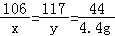 106/x = 117/y = 44/4.4g